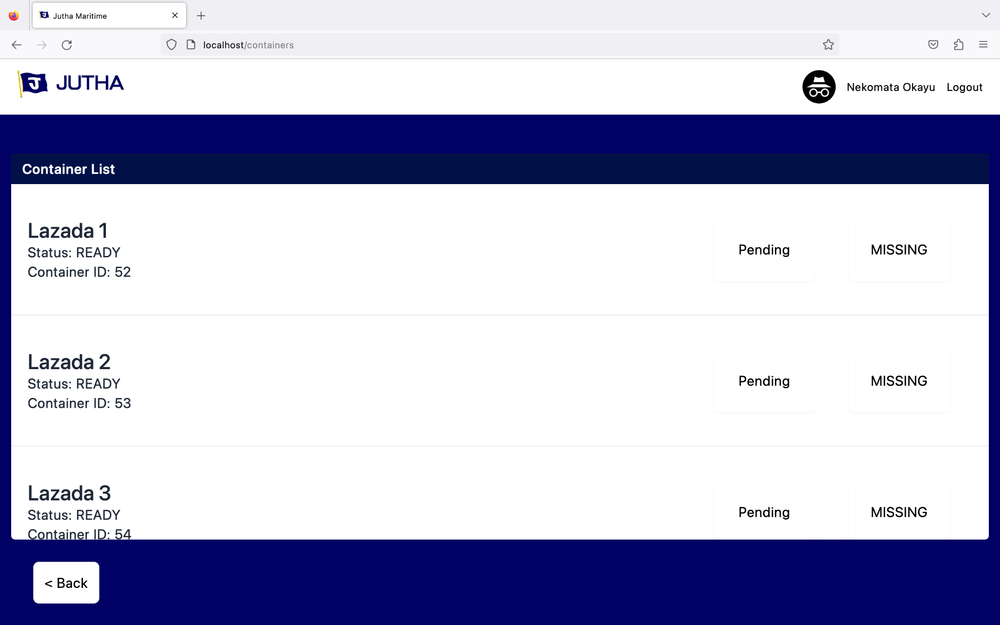 Jutha Maritime
localhost/containers
J JUTHA
Nekomata Okayu Logout
Container List
Lazada 1
Status: READY
Container ID: 52
Pending MISSING
Lazada 2
Status: READY
Container ID: 53
Pending MISSING
Lazada 3
Status: READY
Container ID: 54
Pending MISSING
< Back